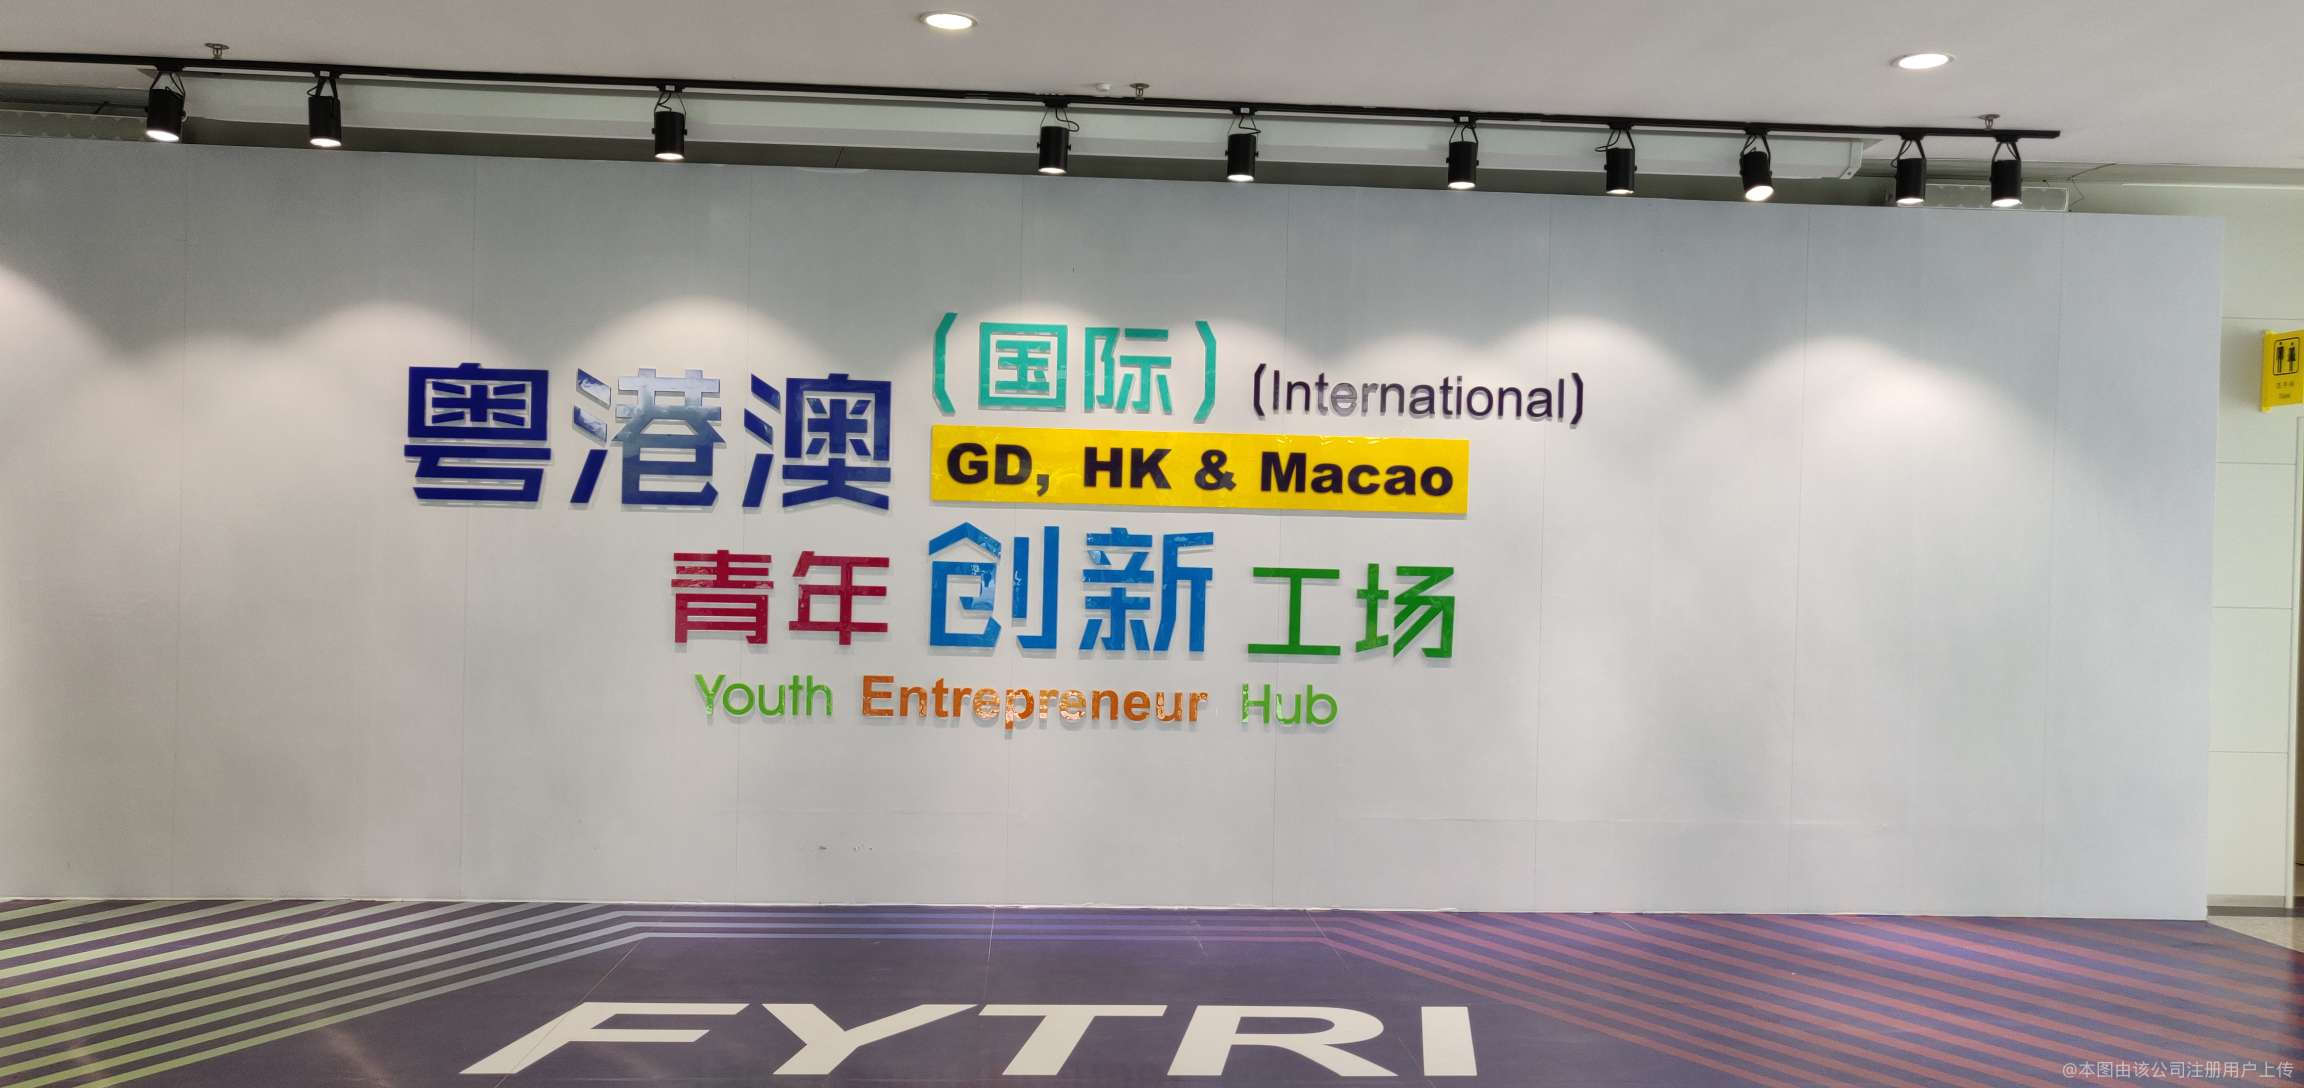 粤港澳（国际）(International)
GD, HK & Macao
青年创新工场
Youth Entrepreneur Hub
FYTRI
@本图由该公司注册用户上传